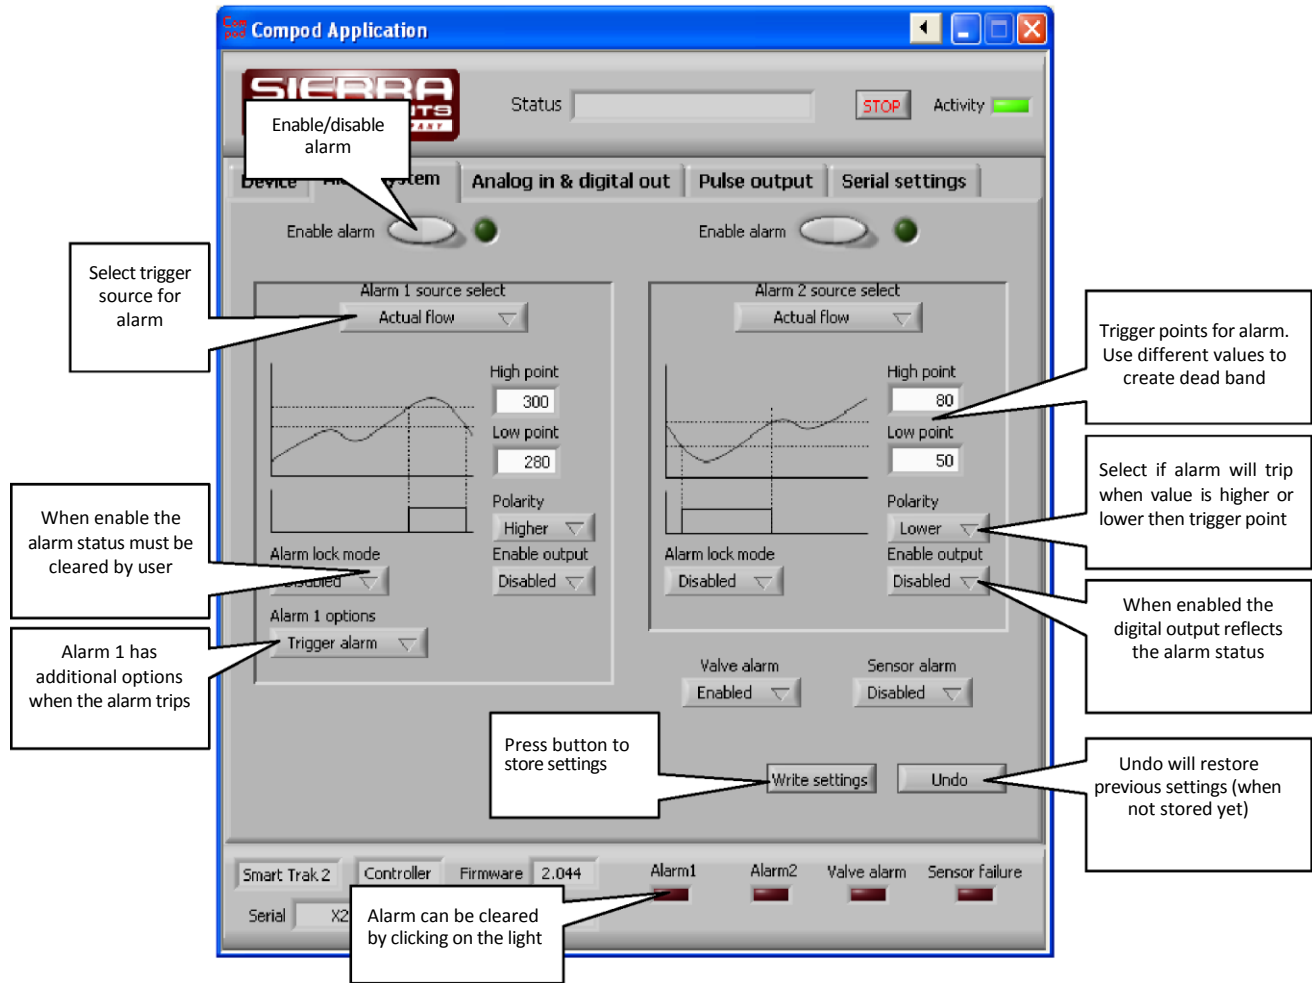 Com
pod
Compod Application
SIERRA
COMPANY
Status
STOP
Activity
Enable/disable
alarm
Device
Analog in & digital out
Pulse output
Serial settings
Enable alarm
Enable alarm
Select trigger
source for
alarm
Alarm 1 source select
Actual flow
High point
300
Low point
280
Polarity
Higher
Alarm lock mode
Disabled
Enable output
Disabled
Alarm 1 options
Trigger alarm
Alarm 2 source select
Actual flow
High point
80
Low point
50
Polarity
Lower
Alarm lock mode
Disabled
Enable output
Disabled
Trigger points for alarm.
Use different values to
create dead band
Select if alarm will trip
when value is higher or
lower then trigger point
When enable the
alarm status must be
cleared by user
When enabled the
digital output reflects
the alarm status
Alarm 1 has
additional options
when the alarm trips
Valve alarm
Enabled
Sensor alarm
Disabled
Press button to
store settings
Write settings
Undo
Undo will restore
previous settings (when
not stored yet)
Smart Trak 2
Controller
Firmware 2.044
Serial X2
Alarm can be cleared
by clicking on the light
Alarm1
Alarm2
Valve alarm
Sensor failure